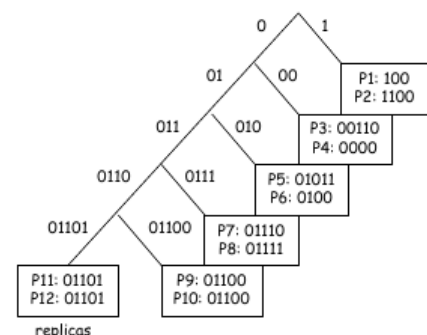 0 1
01 00
P1: 100
P2: 1100
011 010
P3: 00110
P4: 0000
0110 0111
P5: 01011
P6: 0100
01101 01100
P7: 01110
P8: 01111
P11: 01101
P12: 01101
P9: 01100
P10: 01100
replicas